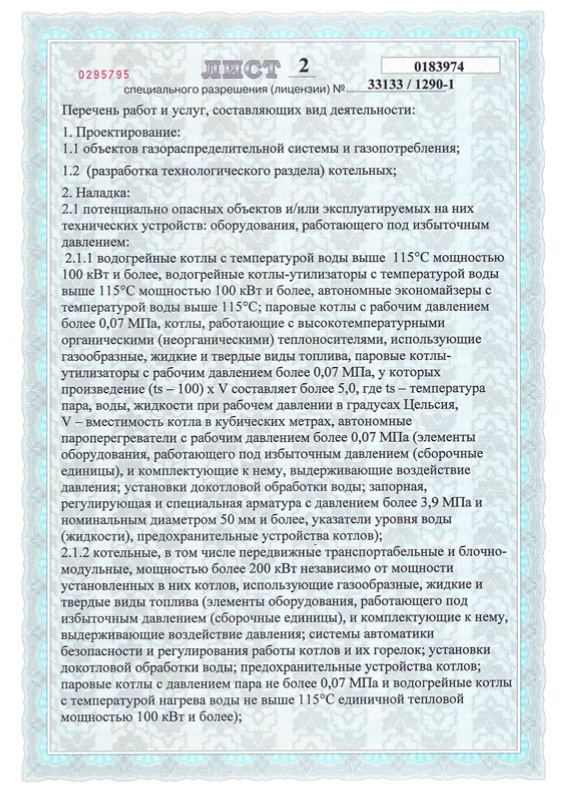 0295795
ЛИСТ 2
0183974
специального разрешения (лицензии) № 33133 / 1290-1
Перечень работ и услуг, составляющих вид деятельности:
1. Проектирование:
1.1 объектов газораспределительной системы и газопотребления;
1.2 (разработка технологического раздела) котельных;
2. Наладка:
2.1 потенциально опасных объектов и/или эксплуатируемых на них
технических устройств: оборудования, работающего под избыточным
давлением:
2.1.1 водогрейные котлы с температурой воды выше 115°С мощностью
100 кВт и более, водогрейные котлы-утилизаторы с температурой воды
выше 115°С мощностью 100 кВт и более, автономные экономайзеры с
температурой воды выше 115°С; паровые котлы с рабочим давлением
более 0,07 МПа, котлы, работающие с высокотемпературными
органическими (неорганическими) теплоносителями, использующие
газообразные, жидкие и твердые виды топлива, паровые котлы-
утилизаторы с рабочим давлением более 0,07 МПа, у которых
произведение (ts – 100) x V составляет более 5,0, где ts – температура
пара, воды, жидкости при рабочем давлении в градусах Цельсия,
V – вместимость котла в кубических метрах, автономные
пароперегреватели с рабочим давлением более 0,07 МПа (элементы
оборудования, работающего под избыточным давлением (сборочные
единицы), и комплектующие к нему, выдерживающие воздействие
давления; установки докотловой обработки воды; запорная,
регулирующая и специальная арматура с давлением более 3,9 МПа и
номинальным диаметром 50 мм и более, указатели уровня воды
(жидкости), предохранительные устройства котлов);
2.1.2 котельные, в том числе передвижные транспортабельные и блочно-
модульные, мощностью более 200 кВт независимо от мощности
установленных в них котлов, использующие газообразные, жидкие и
твердые виды топлива (элементы оборудования, работающего под
избыточным давлением (сборочные единицы), и комплектующие к нему,
выдерживающие воздействие давления; системы автоматики
безопасности и регулирования работы котлов и их горелок; установки
докотловой обработки воды; предохранительные устройства котлов;
паровые котлы с давлением пара не более 0,07 МПа и водогрейные котлы
с температурой нагрева воды не выше 115°С единичной тепловой
мощностью 100 кВт и более);